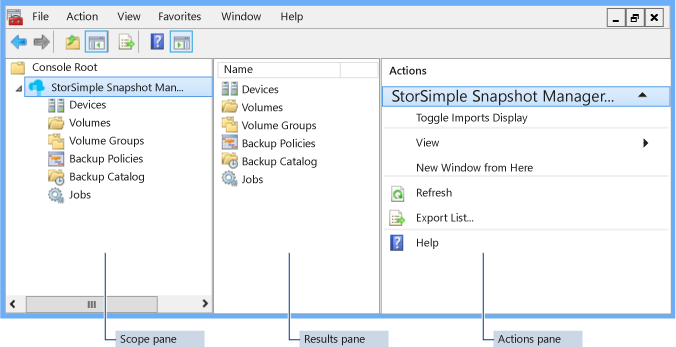 File Action View Favorites Window Help
Console Root
StorSimple Snapshot Man...
Devices
Volumes
Volume Groups
Backup Policies
Backup Catalog
Jobs
Name
Devices
Volumes
Volume Groups
Backup Policies
Backup Catalog
Jobs
Actions
StorSimple Snapshot Manager...
Toggle Imports Display
View
New Window from Here
Refresh
Export List...
Help
Scope pane
Results pane
Actions pane